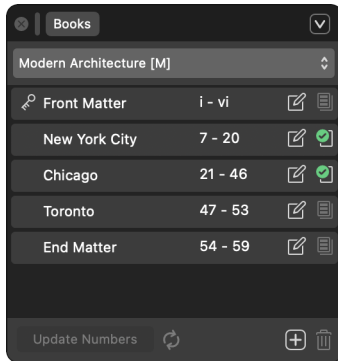 Books
Modern Architecture [M]
Front Matter i - vi
New York City 7 - 20
Chicago 21 - 46
Toronto 47 - 53
End Matter 54 - 59
Update Numbers